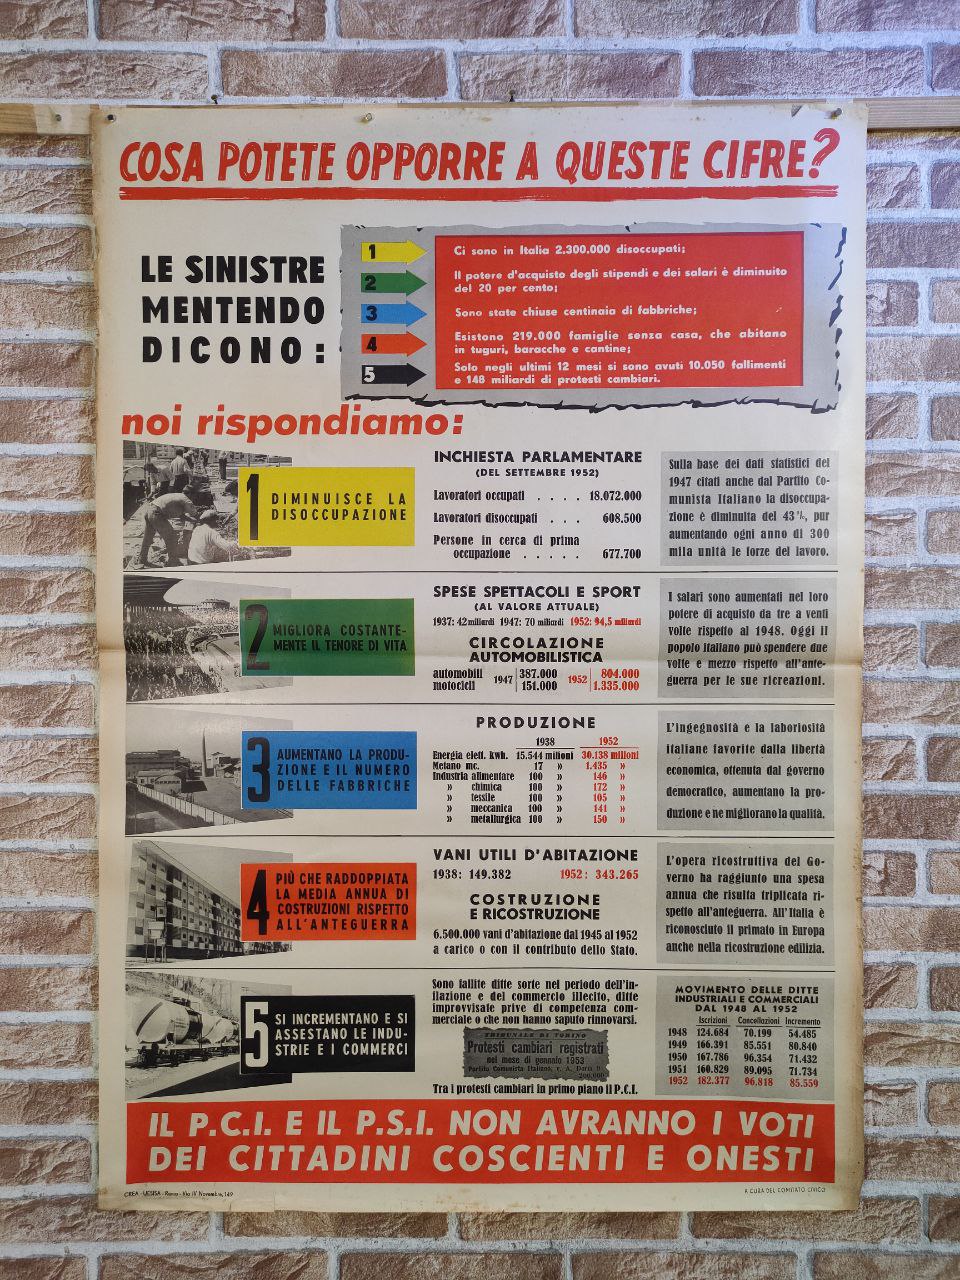 COSA POTETE OPPORRE A QUESTE CIFRE?
LE SINISTRE
MENTENDO
DICONO:
1 Ci sono in Italia 2.300.000 disoccupati;
2 Il potere d'acquisto degli stipendi e dei salari è diminuito
del 20 per cento;
3 Sono state chiuse centinaia di fabbriche;
4 Esistono 219.000 famiglie senza casa, che abitano
in tuguri, baracche e cantine;
5 Solo negli ultimi 12 mesi si sono avuti 10.050 fallimenti
e 148 miliardi di protesti cambiari.
noi rispondiamo:
1 DIMINUISCE LA
DISOCCUPAZIONE
INCHIESTA PARLAMENTARE
(DEL SETTEMBRE 1952)
Lavoratori occupati . . . . 18.072.000
Lavoratori disoccupati . . . 608.500
Persone in cerca di prima
occupazione . . . . . 677.700
Sulla base dei dati statistici del
1947 citati anche dal Partito Co-
munista Italiano la disoccupa-
zione è diminuita del 43 %, pur
aumentando ogni anno di 300
mila unità le forze del lavoro.
2 MIGLIORA COSTANTE-
MENTE IL TENORE DI VITA
SPESE SPETTACOLI E SPORT
(AL VALORE ATTUALE)
1937: 42 miliardi 1947: 70 miliardi 1952: 94,5 miliardi
CIRCOLAZIONE
AUTOMOBILISTICA
automobili 1947 387.000 1952 804.000
motocicli 151.000 1.335.000
I salari sono aumentati nel loro
potere di acquisto da tre a venti
volte rispetto al 1948. Oggi il
popolo italiano può spendere due
volte e mezzo rispetto all'ante-
guerra per le sue ricreazioni.
3 AUMENTANO LA PRODU-
ZIONE E IL NUMERO
DELLE FABBRICHE
PRODUZIONE
1938 1952
Energia elett. kwh. 15.544 milioni 30.138 milioni
Metano mc. 17 » 1.435 »
Industria alimentare 100 » 146 »
» chimica 100 » 172 »
» tessile 100 » 105 »
» meccanica 100 » 141 »
» metallurgica 100 » 150 »
L'ingegnosità e la laboriosità
italiane favorite dalla libertà
economica, ottenuta dal governo
democratico, aumentano la pro-
duzione e ne migliorano la qualità.
4 PIÙ CHE RADDOPPIATA
LA MEDIA ANNUA DI
COSTRUZIONI RISPETTO
ALL'ANTEGUERRA
VANI UTILI D'ABITAZIONE
1938: 149.382 1952: 343.265
COSTRUZIONE
E RICOSTRUZIONE
6.500.000 vani d'abitazione dal 1945 al 1952
a carico o con il contributo dello Stato.
L'opera ricostruttiva del Go-
verno ha raggiunto una spesa
annua che risulta triplicata ri-
spetto all'anteguerra. All'Italia è
riconosciuto il primato in Europa
anche nella ricostruzione edilizia.
5 SI INCREMENTANO E SI
ASSESTANO LE INDU-
STRIE E I COMMERCI
Sono fallite ditte sorte nel periodo dell'in-
flazione e del commercio illecito, ditte
improvvisate prive di competenza com-
merciale o che non hanno saputo rinnovarsi.
TRIBUNALE DI TORINO
Protesti cambiari registrati
nel mese di gennaio 1953
Partito Comunista Italiano, v. A. Doria 9
200.000
Tra i protesti cambiari in primo piano il P.C.I.
MOVIMENTO DELLE DITTE
INDUSTRIALI E COMMERCIALI
DAL 1948 AL 1952
Iscrizioni Cancellazioni Incremento
1948 124.684 70.199 54.485
1949 166.391 85.551 80.840
1950 167.786 96.354 71.432
1951 160.829 89.095 71.734
1952 182.377 96.818 85.559
IL P.C.I. E IL P.S.I. NON AVRANNO I VOTI
DEI CITTADINI COSCIENTI E ONESTI
CREA - UESISA - Roma - Via IV Novembre, 149
A CURA DEL COMITATO CIVICO